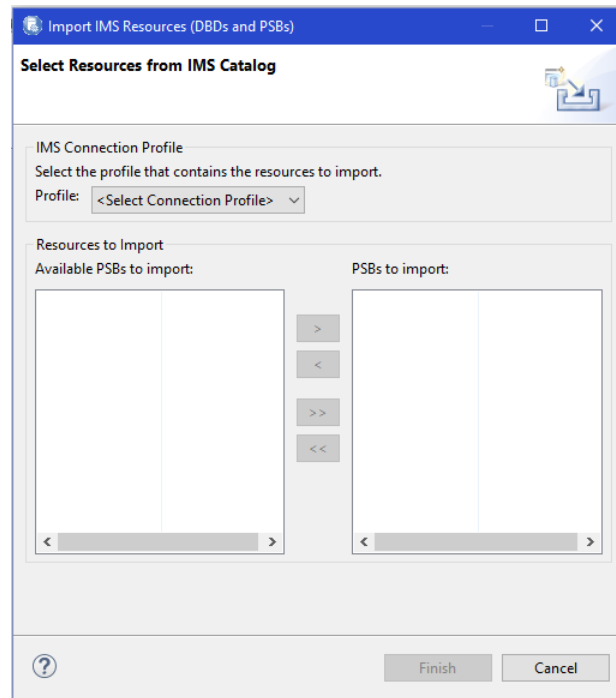 Import IMS Resources (DBDs and PSBs)
Select Resources from IMS Catalog
IMS Connection Profile
Select the profile that contains the resources to import.
Profile: <Select Connection Profile>
Resources to Import
Available PSBs to import:
PSBs to import:
>
<
>>
<<
?
Finish
Cancel